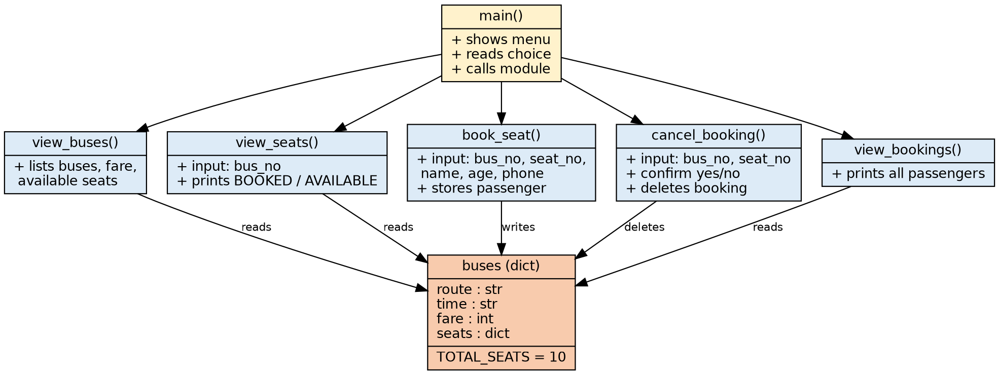 main()
+ shows menu
+ reads choice
+ calls module
view_buses()
+ lists buses, fare,
available seats
view_seats()
+ input: bus_no
+ prints BOOKED / AVAILABLE
book_seat()
+ input: bus_no, seat_no,
name, age, phone
+ stores passenger
cancel_booking()
+ input: bus_no, seat_no
+ confirm yes/no
+ deletes booking
view_bookings()
+ prints all passengers
reads
reads
writes
deletes
reads
buses (dict)
route : str
time : str
fare : int
seats : dict
TOTAL_SEATS = 10